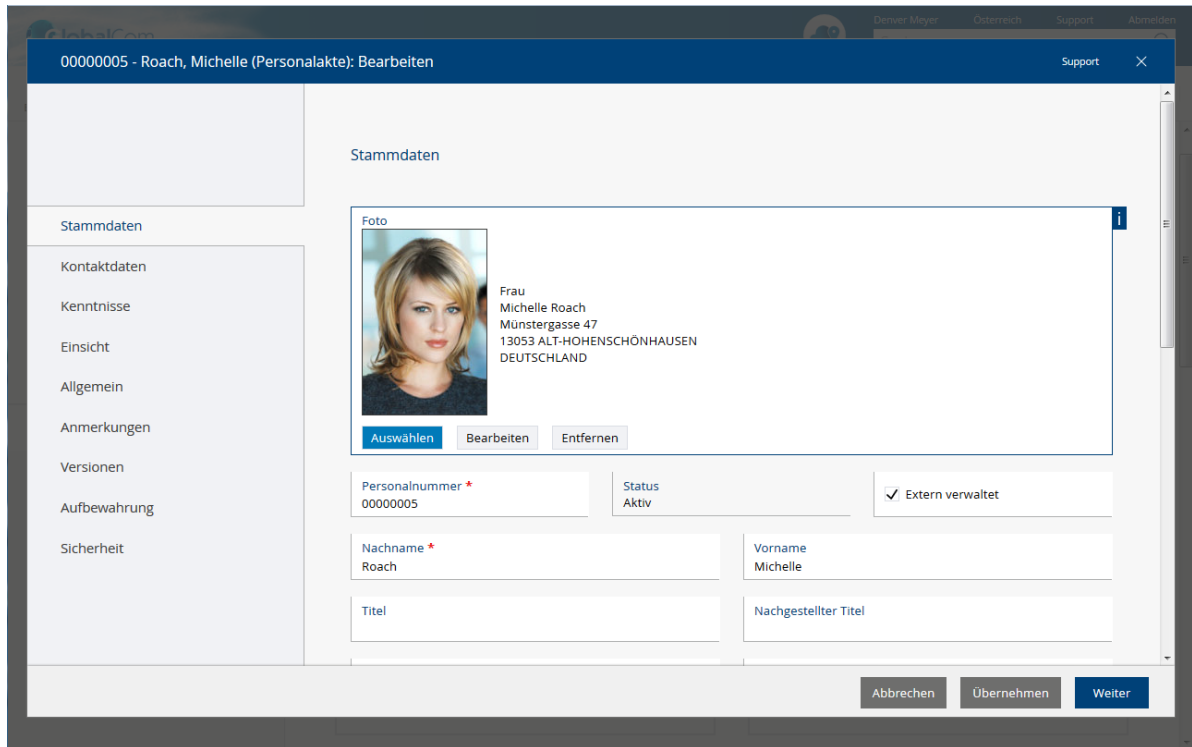 GlobalCom
Denver Meyer Österreich Support Abmelden
00000005 - Roach, Michelle (Personalakte): Bearbeiten
Support
Stammdaten
Kontaktdaten
Kenntnisse
Einsicht
Allgemein
Anmerkungen
Versionen
Aufbewahrung
Sicherheit
Stammdaten
Foto
i
Frau
Michelle Roach
Münstergasse 47
13053 ALT-HOHENSCHÖNHAUSEN
DEUTSCHLAND
Auswählen Bearbeiten Entfernen
Personalnummer *
00000005
Status
Aktiv
Extern verwaltet
Nachname *
Roach
Vorname
Michelle
Titel
Nachgestellter Titel
Abbrechen Übernehmen Weiter